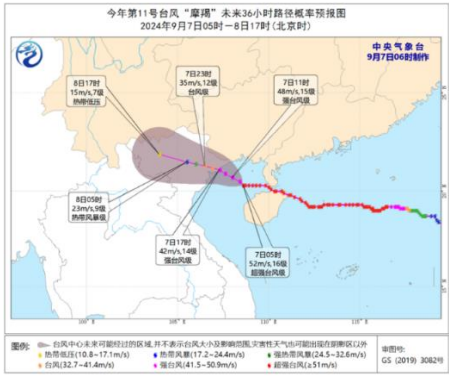 今年第11号台风“摩羯”未来36小时路径概率预报图
2024年9月7日05时－8日17时(北京时)
中央气象台
9月7日06时制作
8日17时
15m/s,7级
热带低压
7日23时
35m/s,12级
台风级
7日11时
48m/s,15级
强台风级
8日05时
23m/s,9级
热带风暴级
7日17时
42m/s,14级
强台风级
7日05时
52m/s,16级
超强台风级
图例:
台风中心未来可能经过的区域,并不表示台风大小及影响范围,灾害性天气也可能出现在阴影区以外
热带低压(10.8~17.1m/s)
热带风暴(17.2~24.4m/s)
强热带风暴(24.5~32.6m/s)
台风(32.7~41.4m/s)
强台风(41.5~50.9m/s)
超强台风(≥51m/s)
审图号:
GS (2019) 3082号